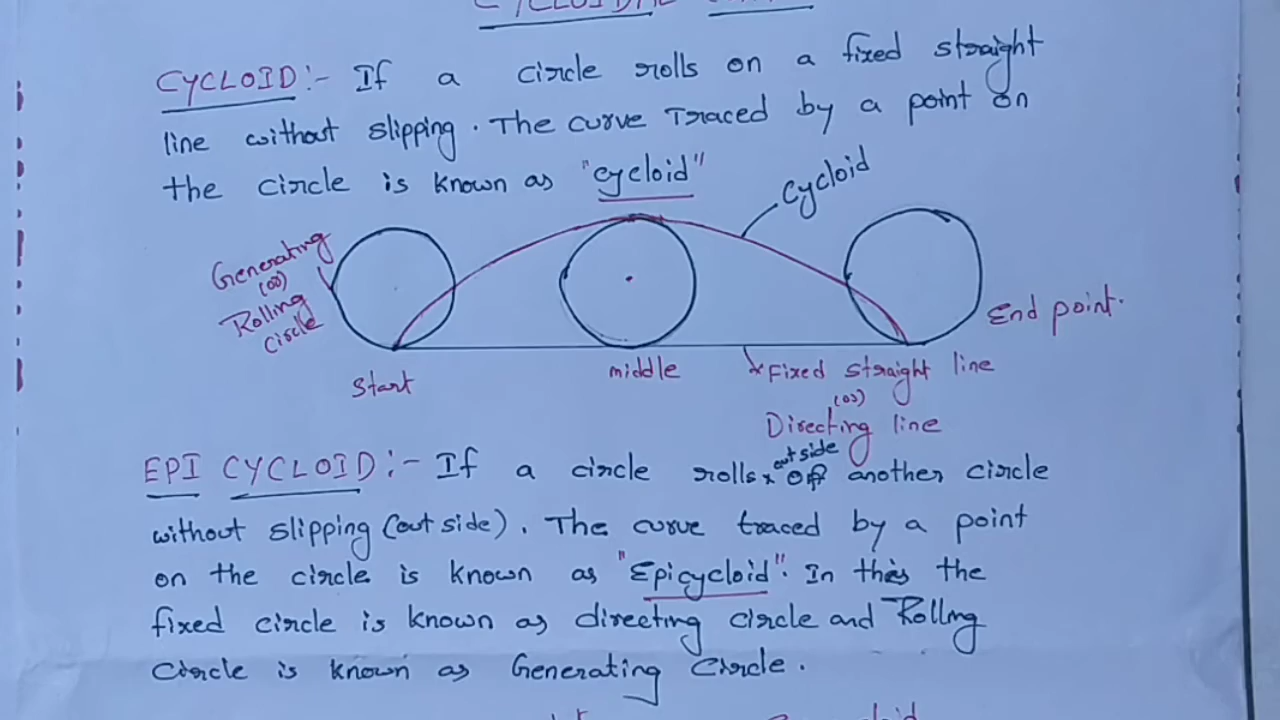 CYCLOIDAL
CYCLOID :- If a circle rolls on a fixed straight
line without slipping. The curve Traced by a point on
the circle is known as "cycloid"
Cycloid
Generating
(or)
Rolling
circle
End point.
Start
middle
Fixed straight line
(or)
Directing line
out side
EPI CYCLOID :- If a circle rolls x off another circle
without slipping (out side). The curve traced by a point
on the circle is known as "Epicycloid". In this the
fixed circle is known as directing circle and Rolling
Circle is known as Generating Circle.